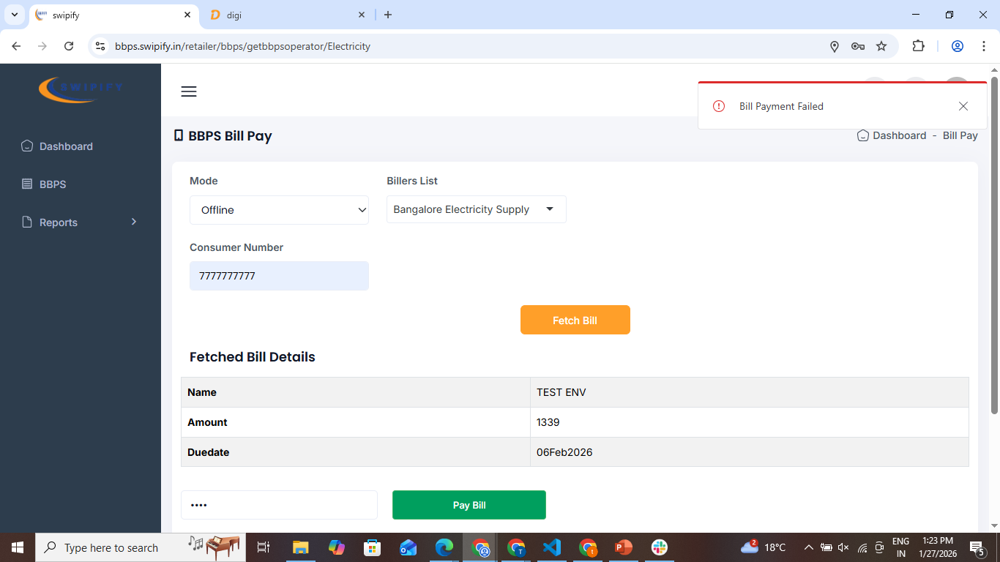 swipify
digi
bbps.swipify.in/retailer/bbps/getbbpsoperator/Electricity
SWIPIFY
Bill Payment Failed
Dashboard
BBPS
Reports
BBPS Bill Pay
Dashboard - Bill Pay
Mode
Billers List
Offline
Bangalore Electricity Supply
Consumer Number
7777777777
Fetch Bill
Fetched Bill Details
Name TEST ENV
Amount 1339
Duedate 06Feb2026
•••• Pay Bill
Type here to search
2
18°C
ENG
IN
1:23 PM
1/27/2026
5